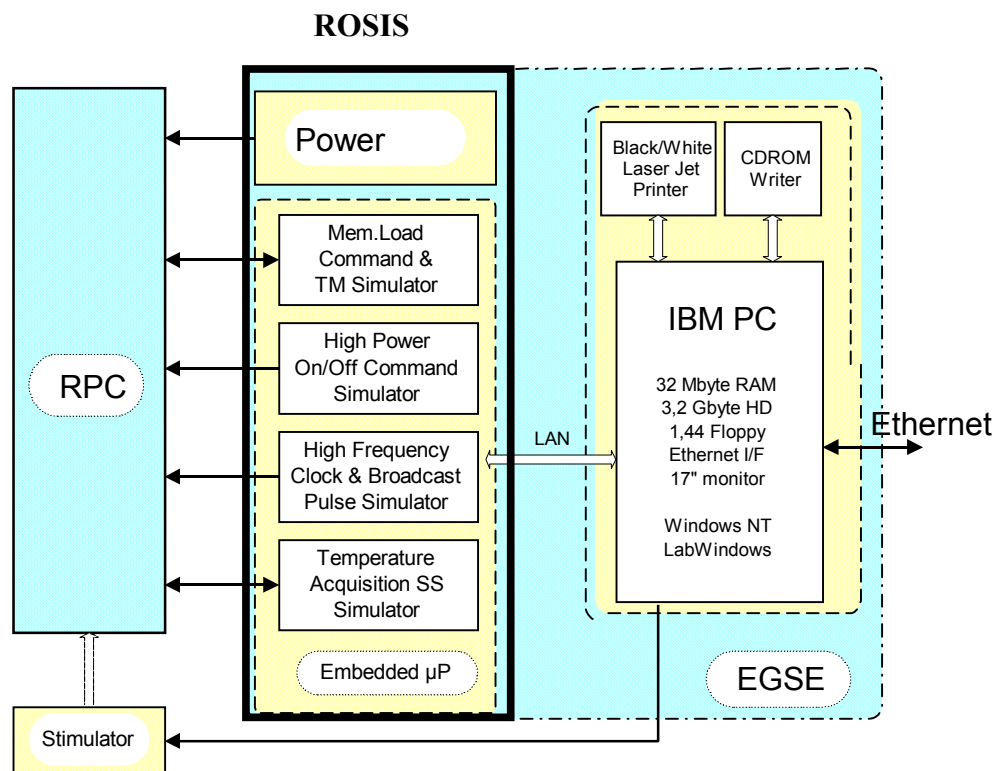 ROSIS
RPC
Power
Mem.Load
Command &
TM Simulator
High Power
On/Off Command
Simulator
High Frequency
Clock & Broadcast
Pulse Simulator
Temperature
Acquisition SS
Simulator
Embedded µP
LAN
Black/White
Laser Jet
Printer
CDROM
Writer
IBM PC
32 Mbyte RAM
3,2 Gbyte HD
1,44 Floppy
Ethernet I/F
17" monitor
Windows NT
LabWindows
Ethernet
EGSE
Stimulator